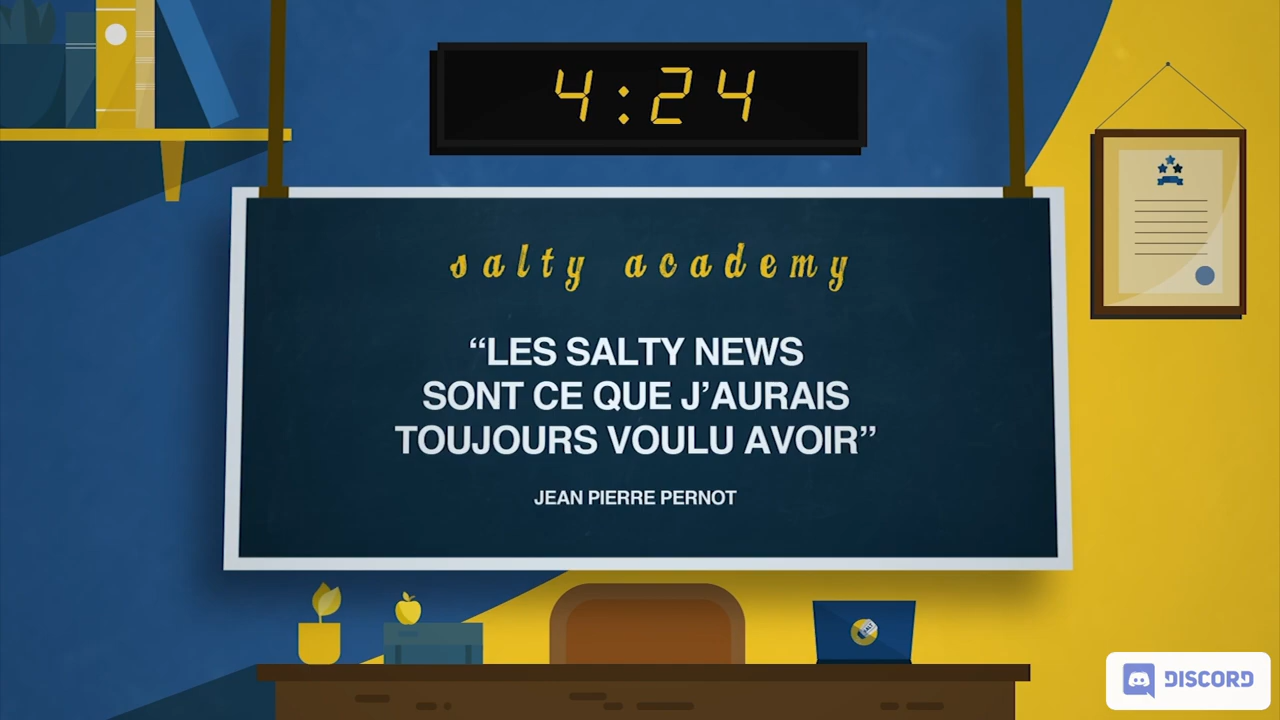 4:24
salty academy
“LES SALTY NEWS
SONT CE QUE J’AURAIS
TOUJOURS VOULU AVOIR”
JEAN PIERRE PERNOT
DISCORD